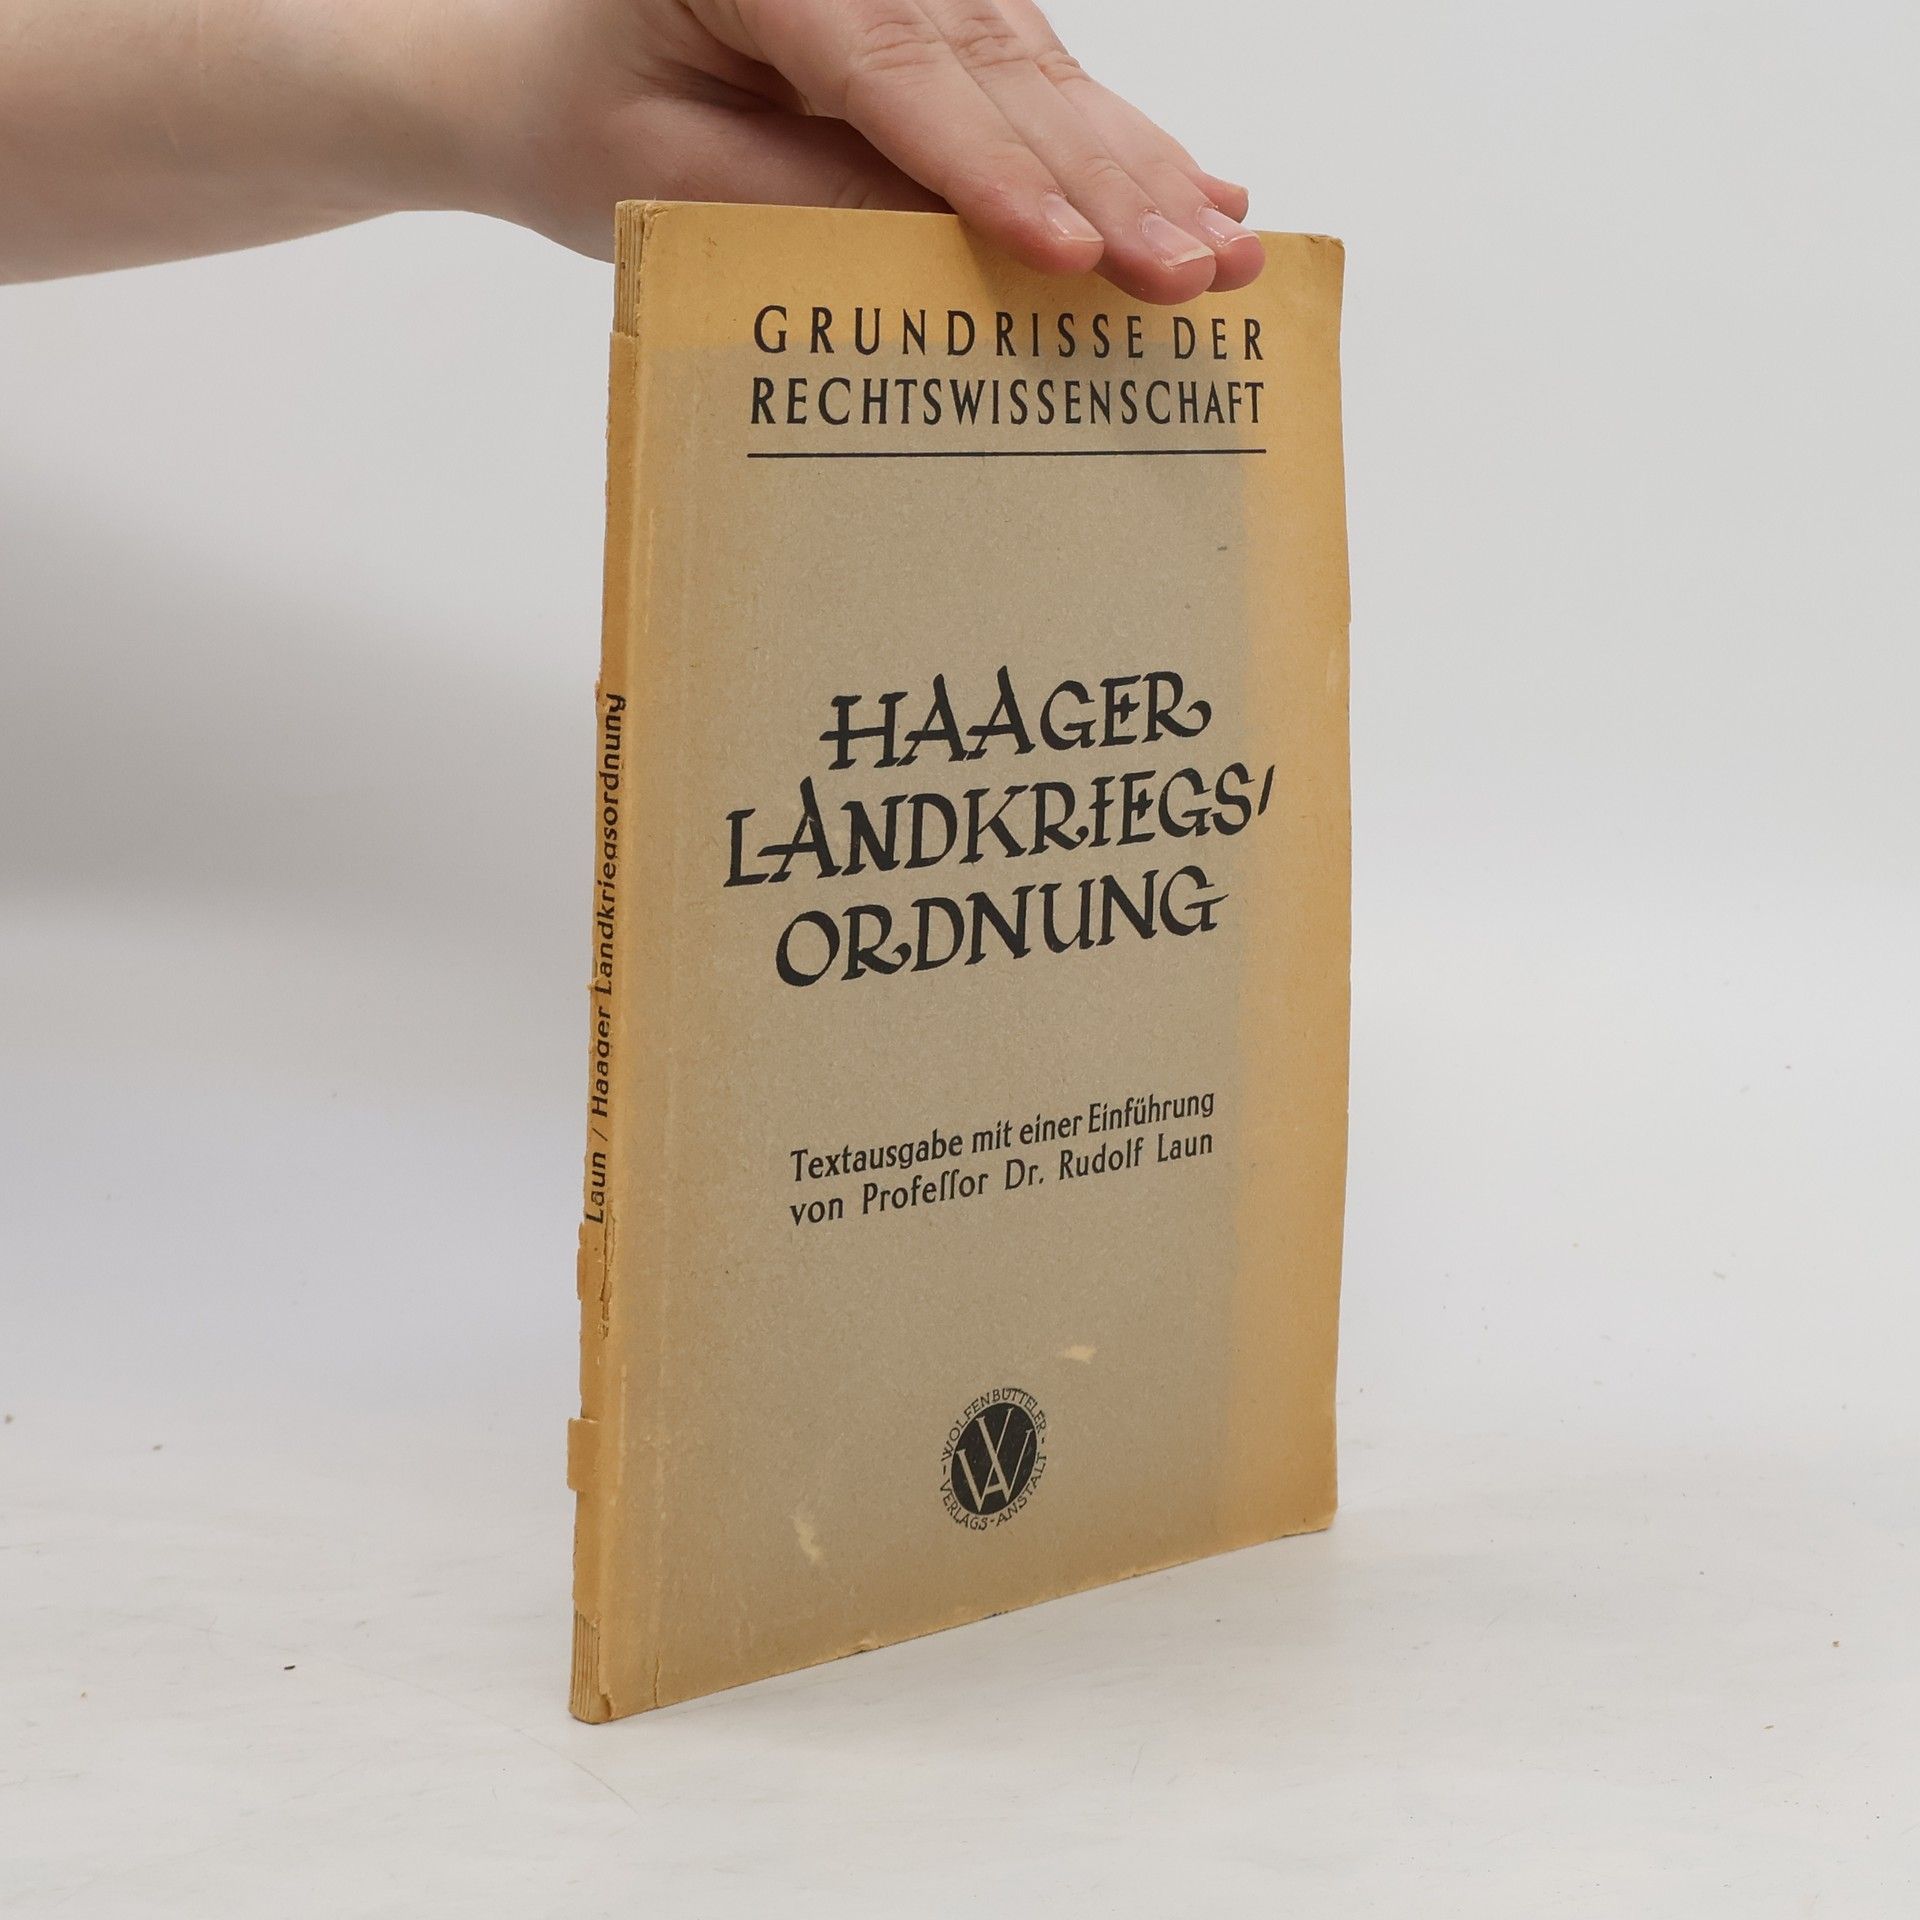 GRUNDRISSE DER
RECHTSWISSENSCHAFT
HAAGER
LANDKRIEGS/
ORDNUNG
Textausgabe mit einer Einführung
von Profeſſor Dr. Rudolf Laun
WOLFENBÜTTELER
VERLAGS-ANSTALT
WVA
Laun / Haager Landkriegsordnung